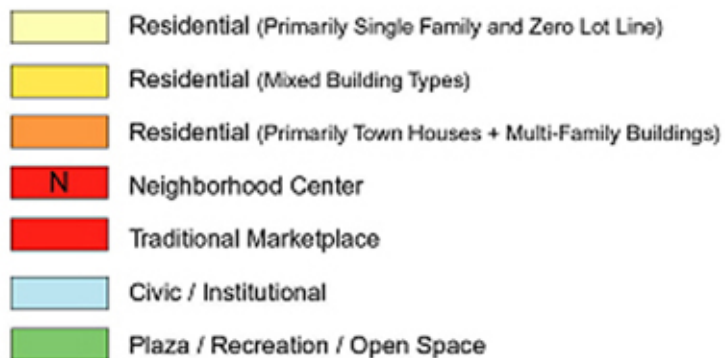 Residential (Primarily Single Family and Zero Lot Line)
Residential (Mixed Building Types)
Residential (Primarily Town Houses + Multi-Family Buildings)
N Neighborhood Center
Traditional Marketplace
Civic / Institutional
Plaza / Recreation / Open Space